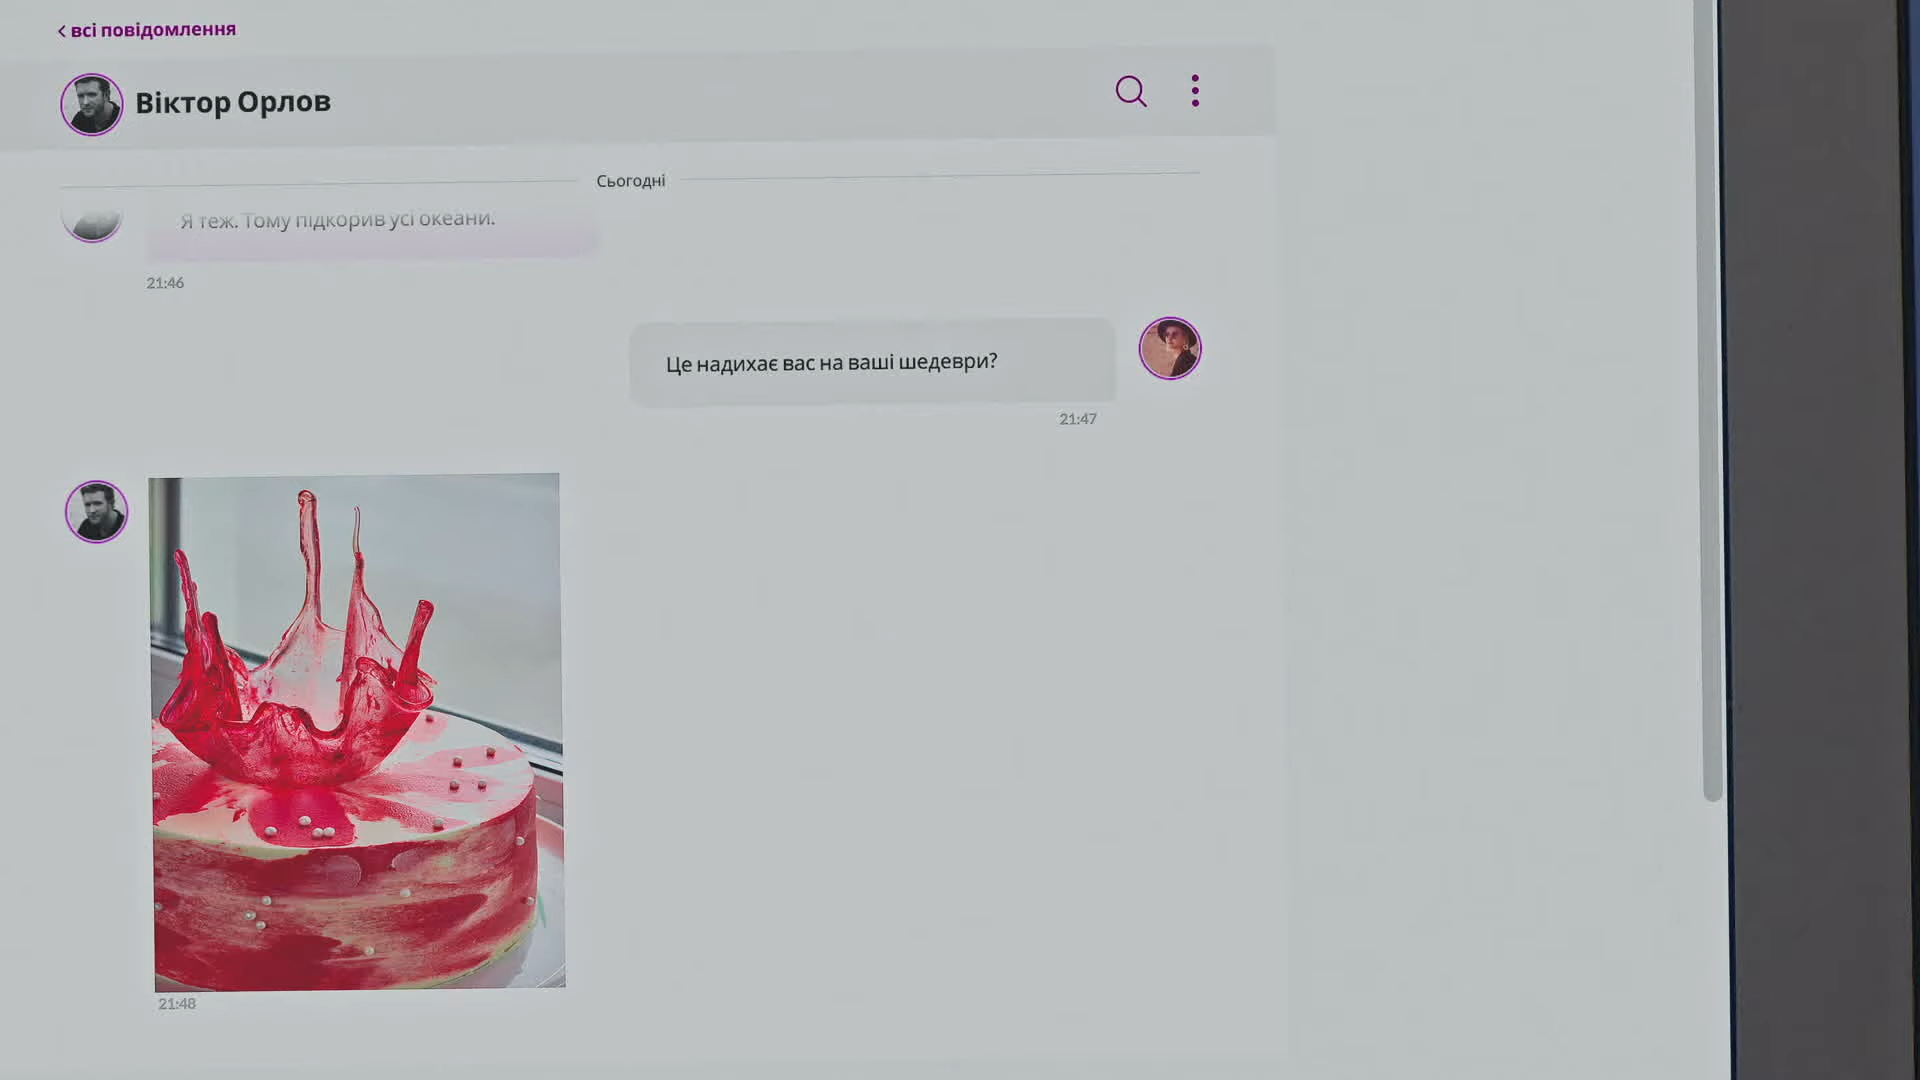 всі повідомлення
Віктор Орлов
Сьогодні
Я теж. Тому підкорив усі океани.
21:46
Це надихає вас на ваші шедеври?
21:47
21:48